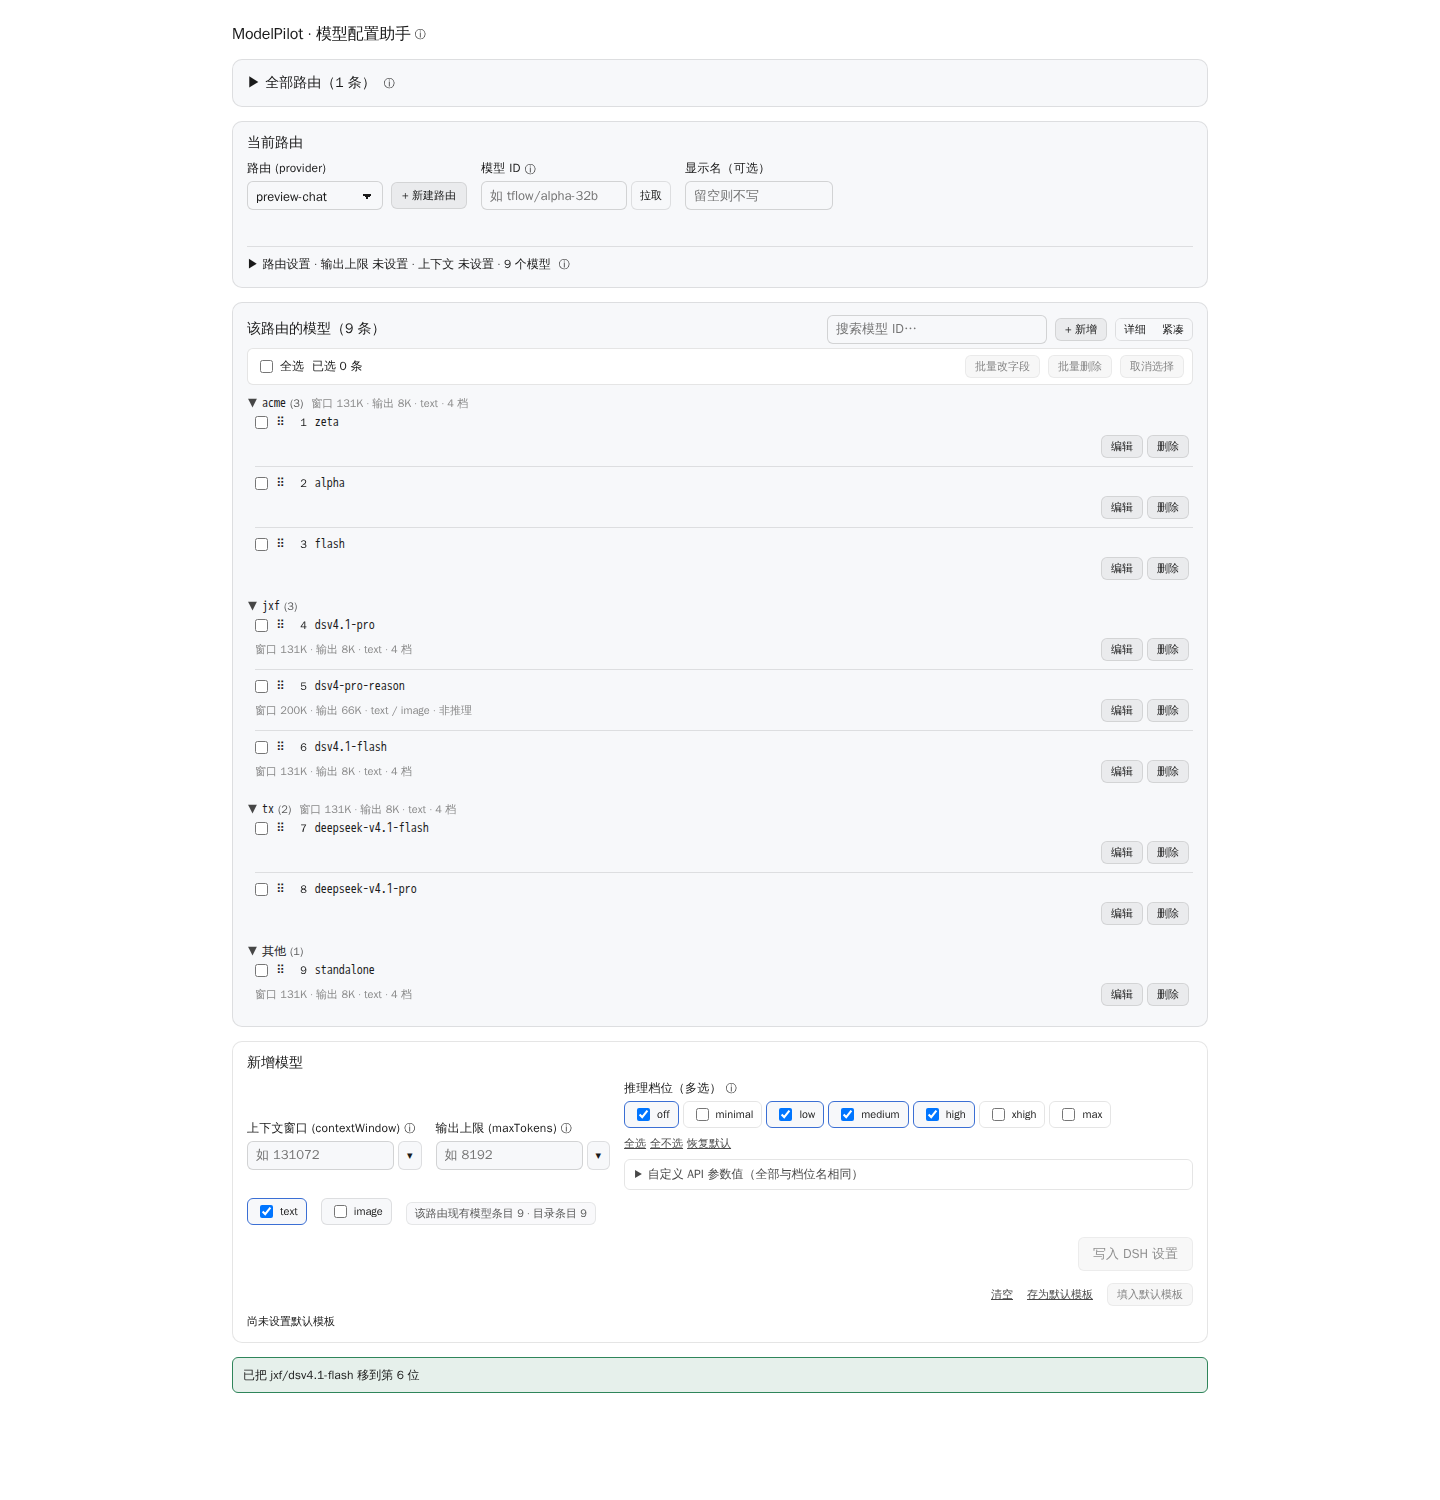 ModelPilot · 模型配置助手 ⓘ
▶ 全部路由（1 条） ⓘ
当前路由
路由 (provider)
模型 ID ⓘ
显示名（可选）
preview-chat
+ 新建路由
如 tflow/alpha-32b
拉取
留空则不写
▶ 路由设置 · 输出上限 未设置 · 上下文 未设置 · 9 个模型 ⓘ
该路由的模型（9 条）
搜索模型 ID…
+ 新增
详细 紧凑
全选 已选 0 条
批量改字段
批量删除
取消选择
▼ acme (3) 窗口 131K · 输出 8K · text · 4 档
⠿ 1 zeta
编辑 删除
⠿ 2 alpha
编辑 删除
⠿ 3 flash
编辑 删除
▼ jxf (3)
⠿ 4 dsv4.1-pro
窗口 131K · 输出 8K · text · 4 档
编辑 删除
⠿ 5 dsv4-pro-reason
窗口 200K · 输出 66K · text / image · 非推理
编辑 删除
⠿ 6 dsv4.1-flash
窗口 131K · 输出 8K · text · 4 档
编辑 删除
▼ tx (2) 窗口 131K · 输出 8K · text · 4 档
⠿ 7 deepseek-v4.1-flash
编辑 删除
⠿ 8 deepseek-v4.1-pro
编辑 删除
▼ 其他 (1)
⠿ 9 standalone
窗口 131K · 输出 8K · text · 4 档
编辑 删除
新增模型
上下文窗口 (contextWindow) ⓘ
如 131072
输出上限 (maxTokens) ⓘ
如 8192
推理档位（多选） ⓘ
off minimal low medium high xhigh max
全选 全不选 恢复默认
▶ 自定义 API 参数值（全部与档位名相同）
text image 该路由现有模型条目 9 · 目录条目 9
写入 DSH 设置
清空 存为默认模板 填入默认模板
尚未设置默认模板
已把 jxf/dsv4.1-flash 移到第 6 位